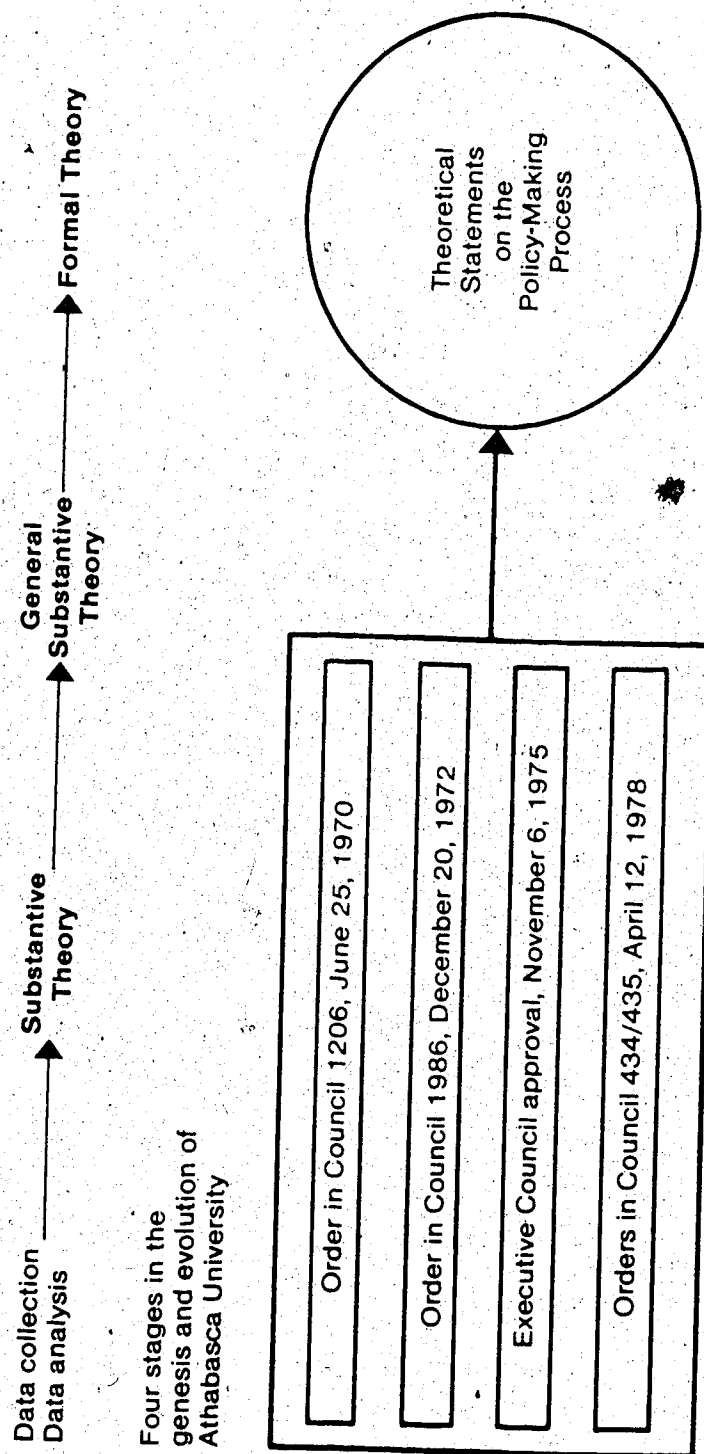 Data collection
Data analysis
Substantive
Theory
General
Substantive
Theory
Formal Theory
Four stages in the
genesis and evolution of
Athabasca University
Order in Council 1206, June 25, 1970
Order in Council 1986, December 20, 1972
Executive Council approval, November 6, 1975
Orders in Council 434/435, April 12, 1978
Theoretical
Statements
on the
Policy-Making
Process